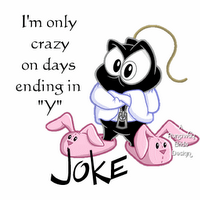 I'm only
crazy
on days
ending in
"Y"
JOKE